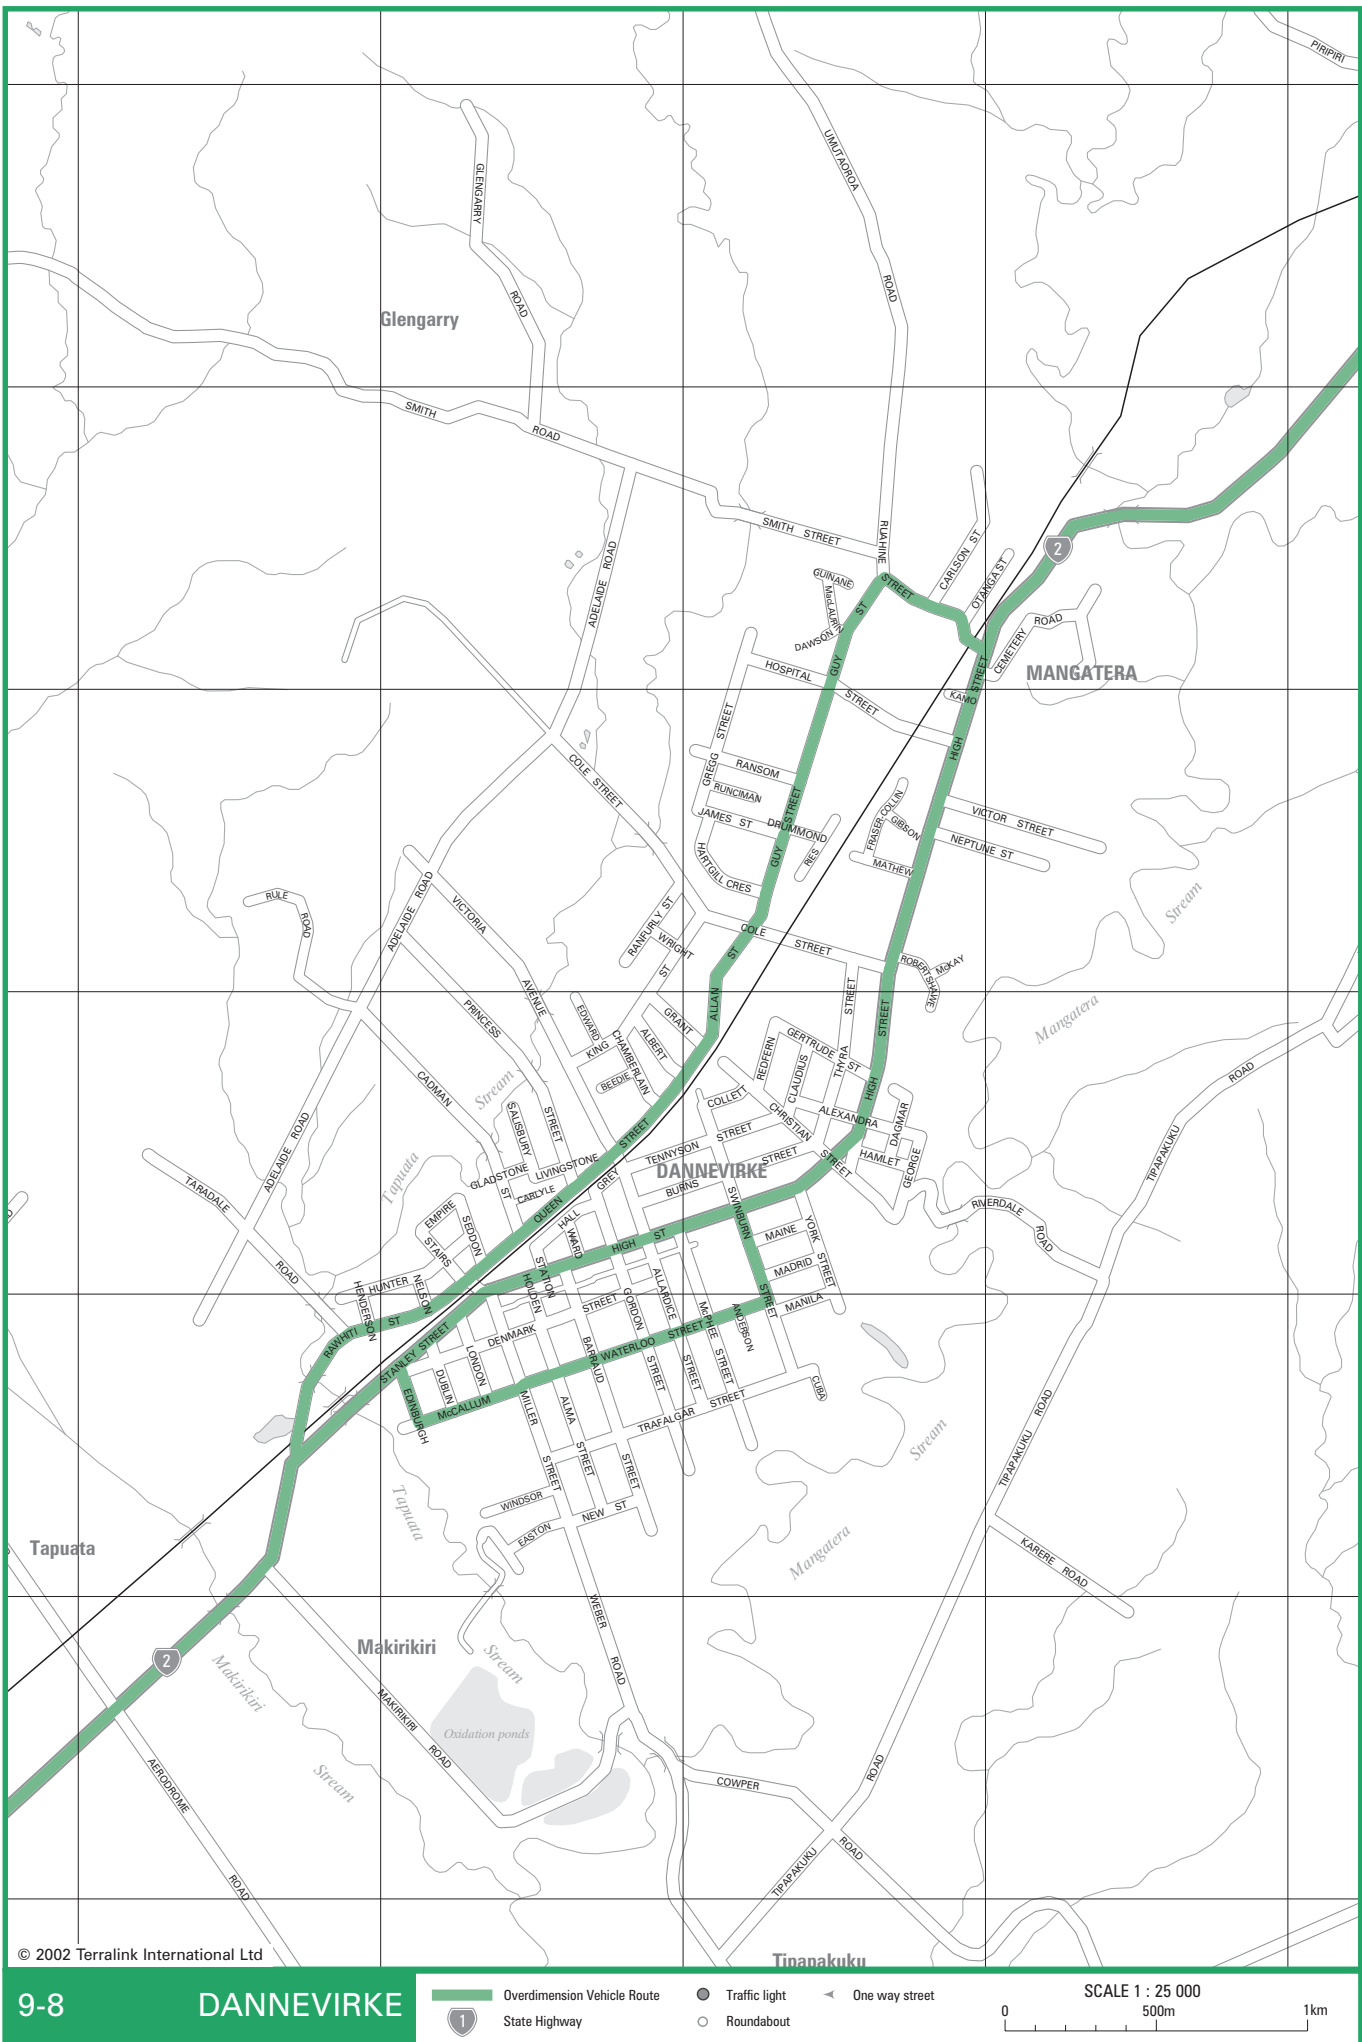 PIRIPIRI
UMUTAOROA
ROAD
GLENGARRY
ROAD
Glengarry
SMITH
ROAD
SMITH STREET
RUAHINE
STREET
CARLSON ST
OTANGA ST
2
ADELAIDE ROAD
GUINANE
MacLAURIN
DAWSON
ST
GUY
CEMETERY
ROAD
MANGATERA
HOSPITAL
STREET
KAMO
STREET
HIGH
GREGG STREET
RANSOM
RUNCIMAN
JAMES ST
DRUMMOND
STREET
GUY
RIES
HARTGILL CRES
COLE STREET
FRASER
COLLIN
GIBSON
MATHEW
VICTOR STREET
NEPTUNE ST
RULE
ROAD
ADELAIDE ROAD
VICTORIA
AVENUE
RANFURLY ST
WRIGHT
ST
COLE STREET
ST
ALLAN
ROBERTSHAWE
McKAY
Stream
Mangatera
PRINCESS
STREET
EDWARD
KING
CHAMBERLAIN
ALBERT
GRANT
BEEDIE
STREET
THYRA
GERTRUDE ST
REDFERN
CLAUDIUS
STREET
HIGH
CADMAN
Stream
Tapuata
SALISBURY
COLLETT
CHRISTIAN
STREET
ALEXANDRA
DAGMAR
HAMLET
GEORGE
ROAD
TIPAPAKUKU
ADELAIDE ROAD
TARADALE
ROAD
GLADSTONE
ST
LIVINGSTONE
CARLYLE
STREET
QUEEN
GREY
TENNYSON
STREET
DANNEVIRKE
BURNS
STREET
RIVERDALE
ROAD
EMPIRE
STAIRS
SEDDON
HALL
WARD
HIGH ST
SWINBURN
STREET
MAINE
MADRID
MANILA
YORK
STREET
HUNTER
HENDERSON
NELSON
RAWHITI
ST
STATION
HOLDEN
STREET
GORDON
ALLARDICE
McPHEE
ANDERSON
STANLEY STREET
DENMARK
LONDON
DUBLIN
EDINBURGH
McCALLUM
WATERLOO STREET
BARRAUD
STREET
STREET
STREET
CUBA
MILLER
ALMA
TRAFALGAR STREET
STREET
STREET
STREET
WINDSOR
EASTON
NEW ST
Tapuata
Tapuata
Stream
Mangatera
TIPAPAKUKU ROAD
KARERE ROAD
WEBER
ROAD
Makirikiri
2
Makirikiri
Stream
MAKIRIKIRI
ROAD
Stream
Oxidation ponds
AERODROME
ROAD
COWPER
ROAD
ROAD
TIPAPAKUKU
Tipapakuku
© 2002 Terralink International Ltd
9-8 DANNEVIRKE
Overdimension Vehicle Route
1
State Highway
Traffic light
Roundabout
One way street
SCALE 1 : 25 000
0 500m 1km